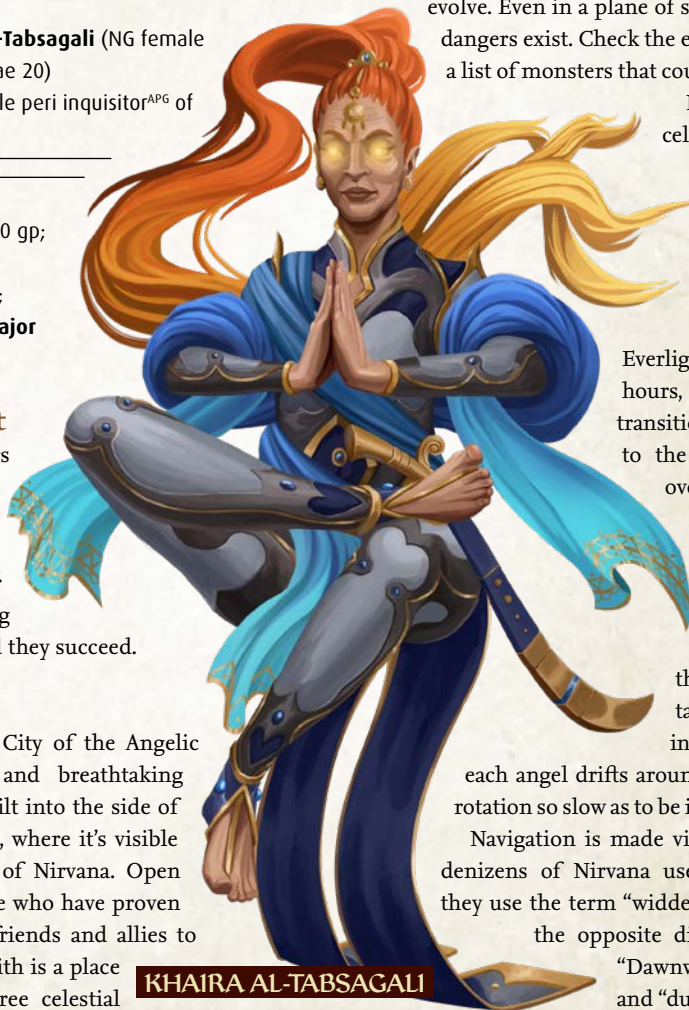 -Tabsagali (NG female
ae 20)
le peri inquisitorAPG of
0 gp;
;
ajor
t
rs
.
g
d they succeed.
City of the Angelic
and breathtaking
ilt into the side of
, where it's visible
of Nirvana. Open
e who have proven
friends and allies to
ith is a place
ree celestial
KHAIRA AL-TABSAGALI
evolve. Even in a plane of s
dangers exist. Check the e
a list of monsters that cou
cel
Everlig
hours,
transitio
to the
ove
th
ta
in
each angel drifts aroun
rotation so slow as to be i
Navigation is made vi
denizens of Nirvana use
they use the term “widde
the opposite di
“Dawnw
and “du